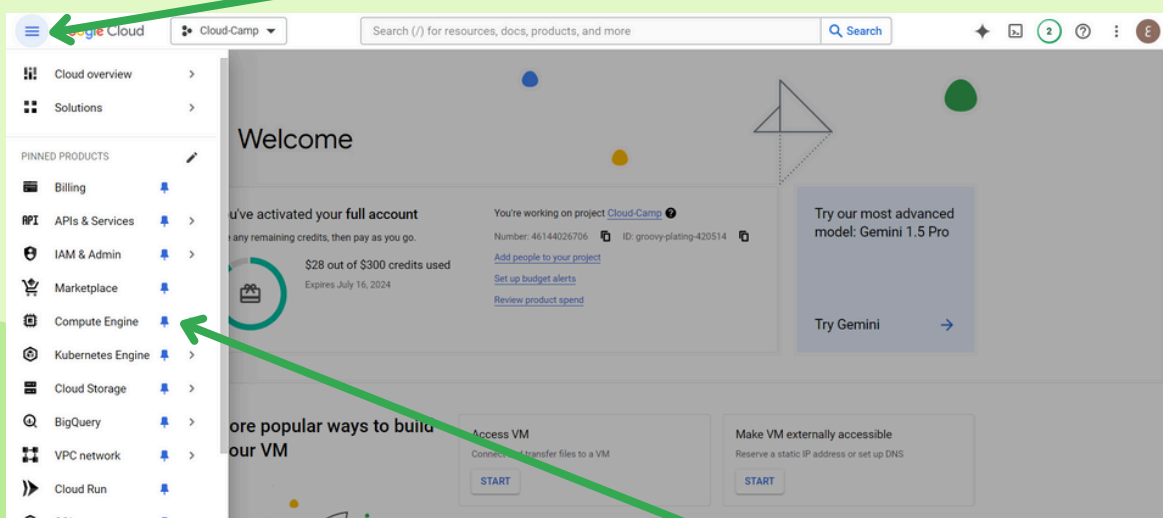 gle Cloud
Cloud-Camp
Search (/) for resources, docs, products, and more
Search
2
E
Cloud overview
Solutions
PINNED PRODUCTS
Billing
API APIs & Services
IAM & Admin
Marketplace
Compute Engine
Kubernetes Engine
Cloud Storage
BigQuery
VPC network
Cloud Run
Welcome
u've activated your full account
any remaining credits, then pay as you go.
$28 out of $300 credits used
Expires July 16, 2024
You're working on project Cloud-Camp
Number: 46144026706 ID: groovy-plating-420514
Add people to your project
Set up budget alerts
Review product spend
Try our most advanced
model: Gemini 1.5 Pro
Try Gemini
ore popular ways to build
our VM
Access VM
Connect and transfer files to a VM
START
Make VM externally accessible
Reserve a static IP address or set up DNS
START